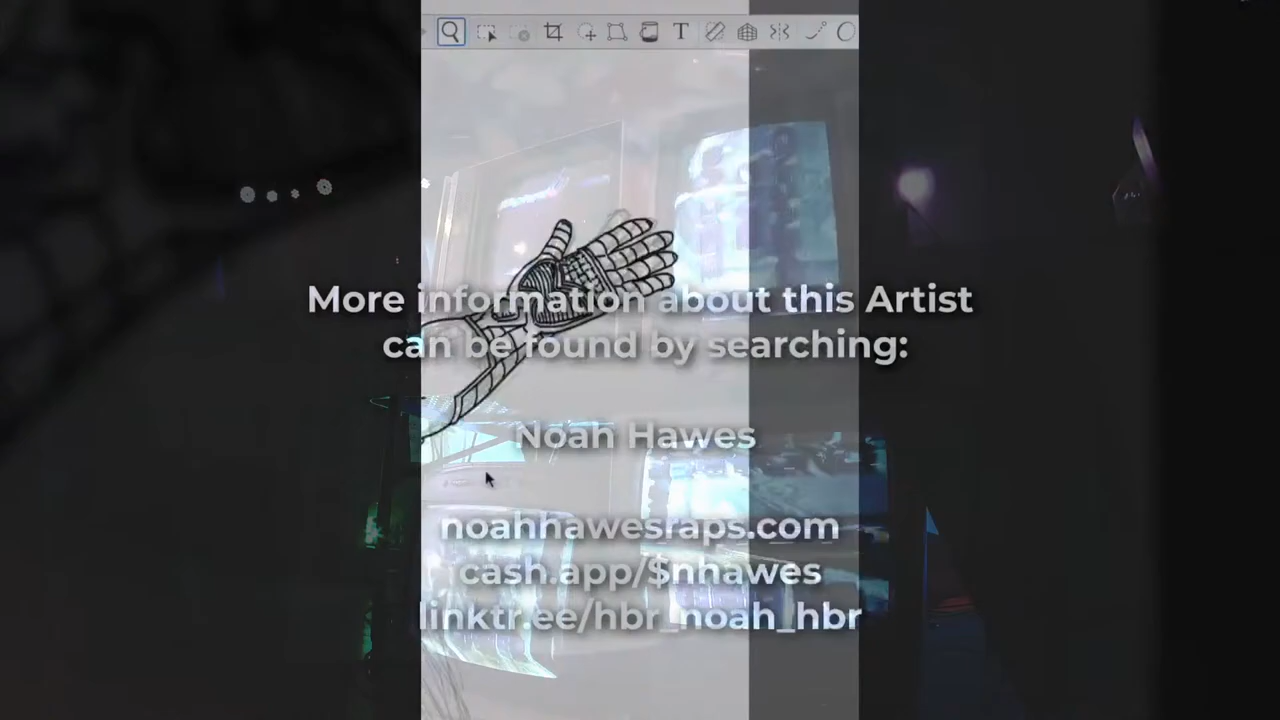 T
More information about this Artist
can be found by searching:
Noah Hawes
noahhawesraps.com
cash.app/$nhawes
linktr.ee/hbr_noah_hbr